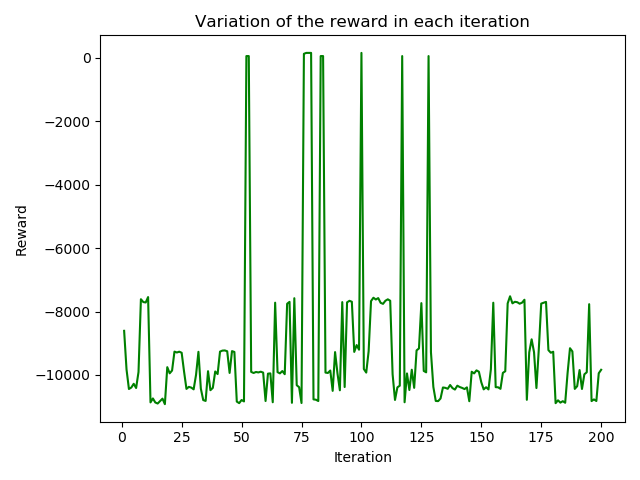 Variation of the reward in each iteration
0
−2000
−4000
−6000
−8000
−10000
Reward
0 25 50 75 100 125 150 175 200
Iteration